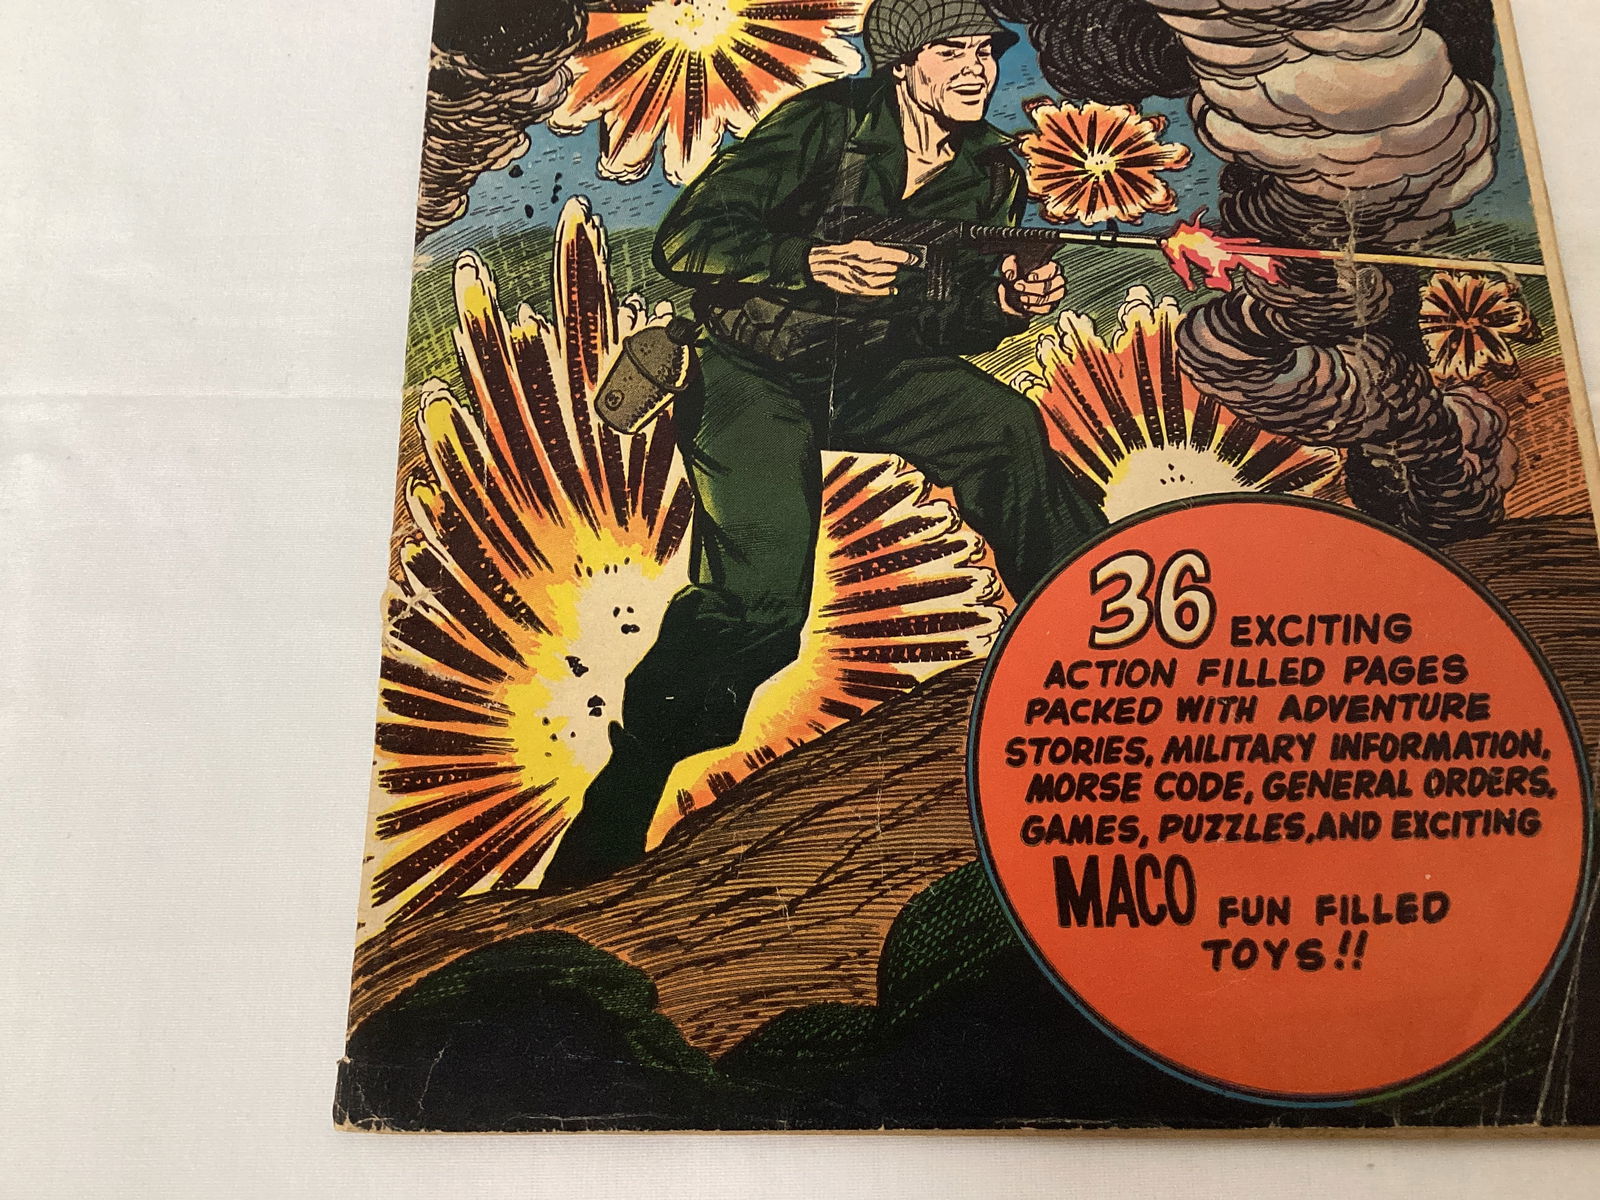 36 EXCITING
ACTION FILLED PAGES
PACKED WITH ADVENTURE
STORIES, MILITARY INFORMATION,
MORSE CODE, GENERAL ORDERS,
GAMES, PUZZLES, AND EXCITING
MACO FUN FILLED
TOYS!!